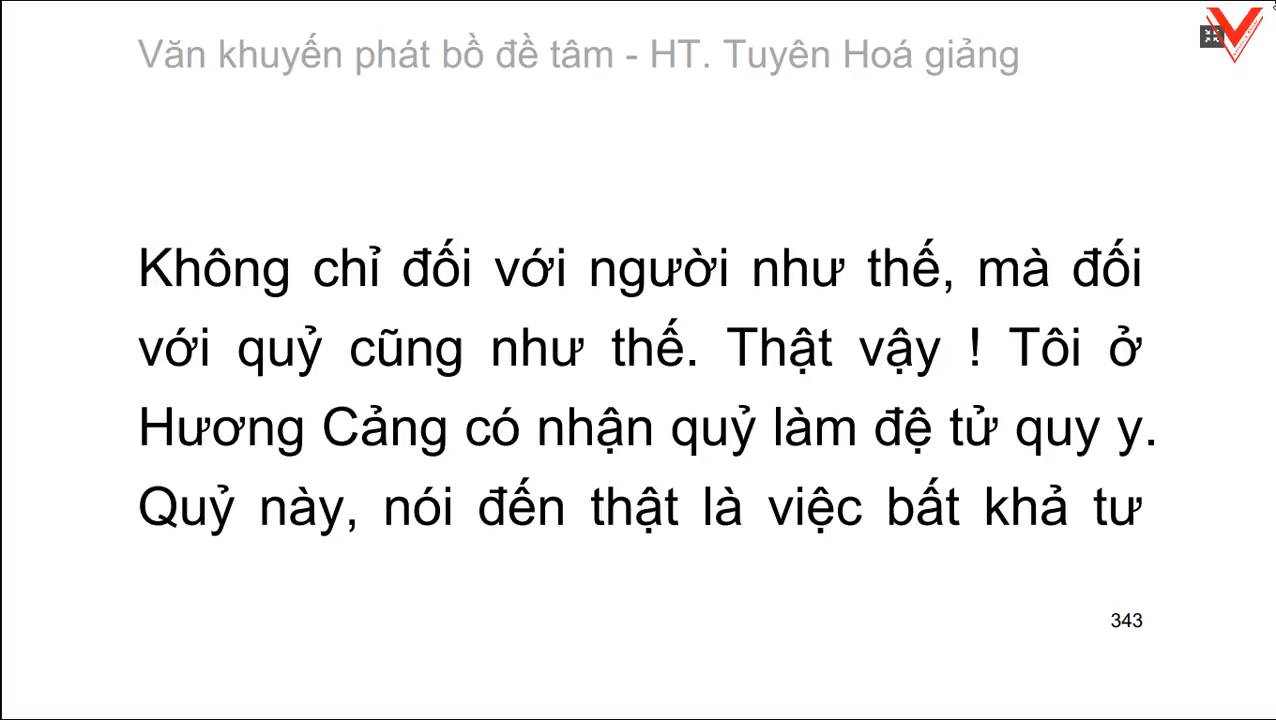 Văn khuyến phát bồ đề tâm - HT. Tuyên Hoá giảng
Không chỉ đối với người như thế, mà đối
với quỷ cũng như thế. Thật vậy ! Tôi ở
Hương Cảng có nhận quỷ làm đệ tử quy y.
Quỷ này, nói đến thật là việc bất khả tư
343